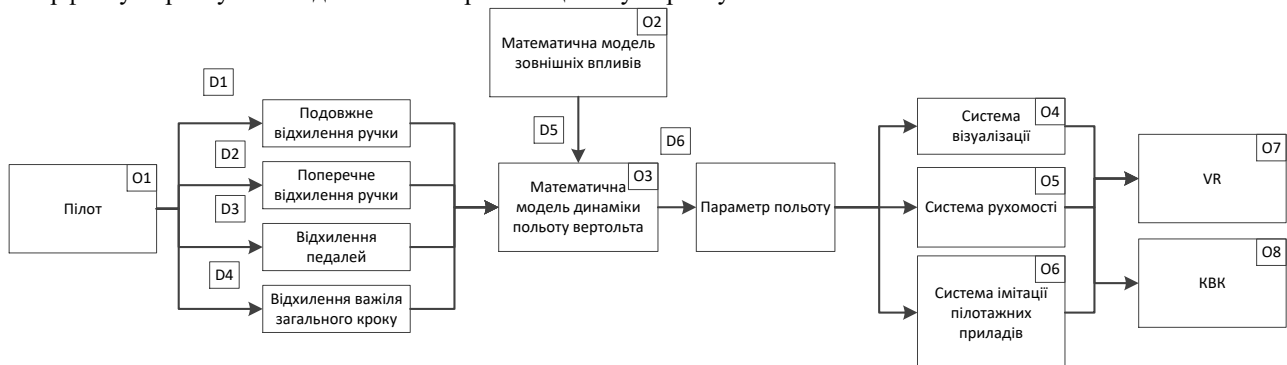 O2
Математична модель
зовнішніх впливів
D1
Подовжне
відхилення ручки
D2
Поперечне
відхилення ручки
D3
Відхилення
педалей
D4
Відхилення важіля
загального кроку
O1
Пілот
D5
D6
O3
Математична
модель динаміки
польоту вертольта
Параметр польоту
O4
Система
візуалізації
O5
Система рухомості
O6
Система імітації
пілотажних
приладів
O7
VR
O8
КВК